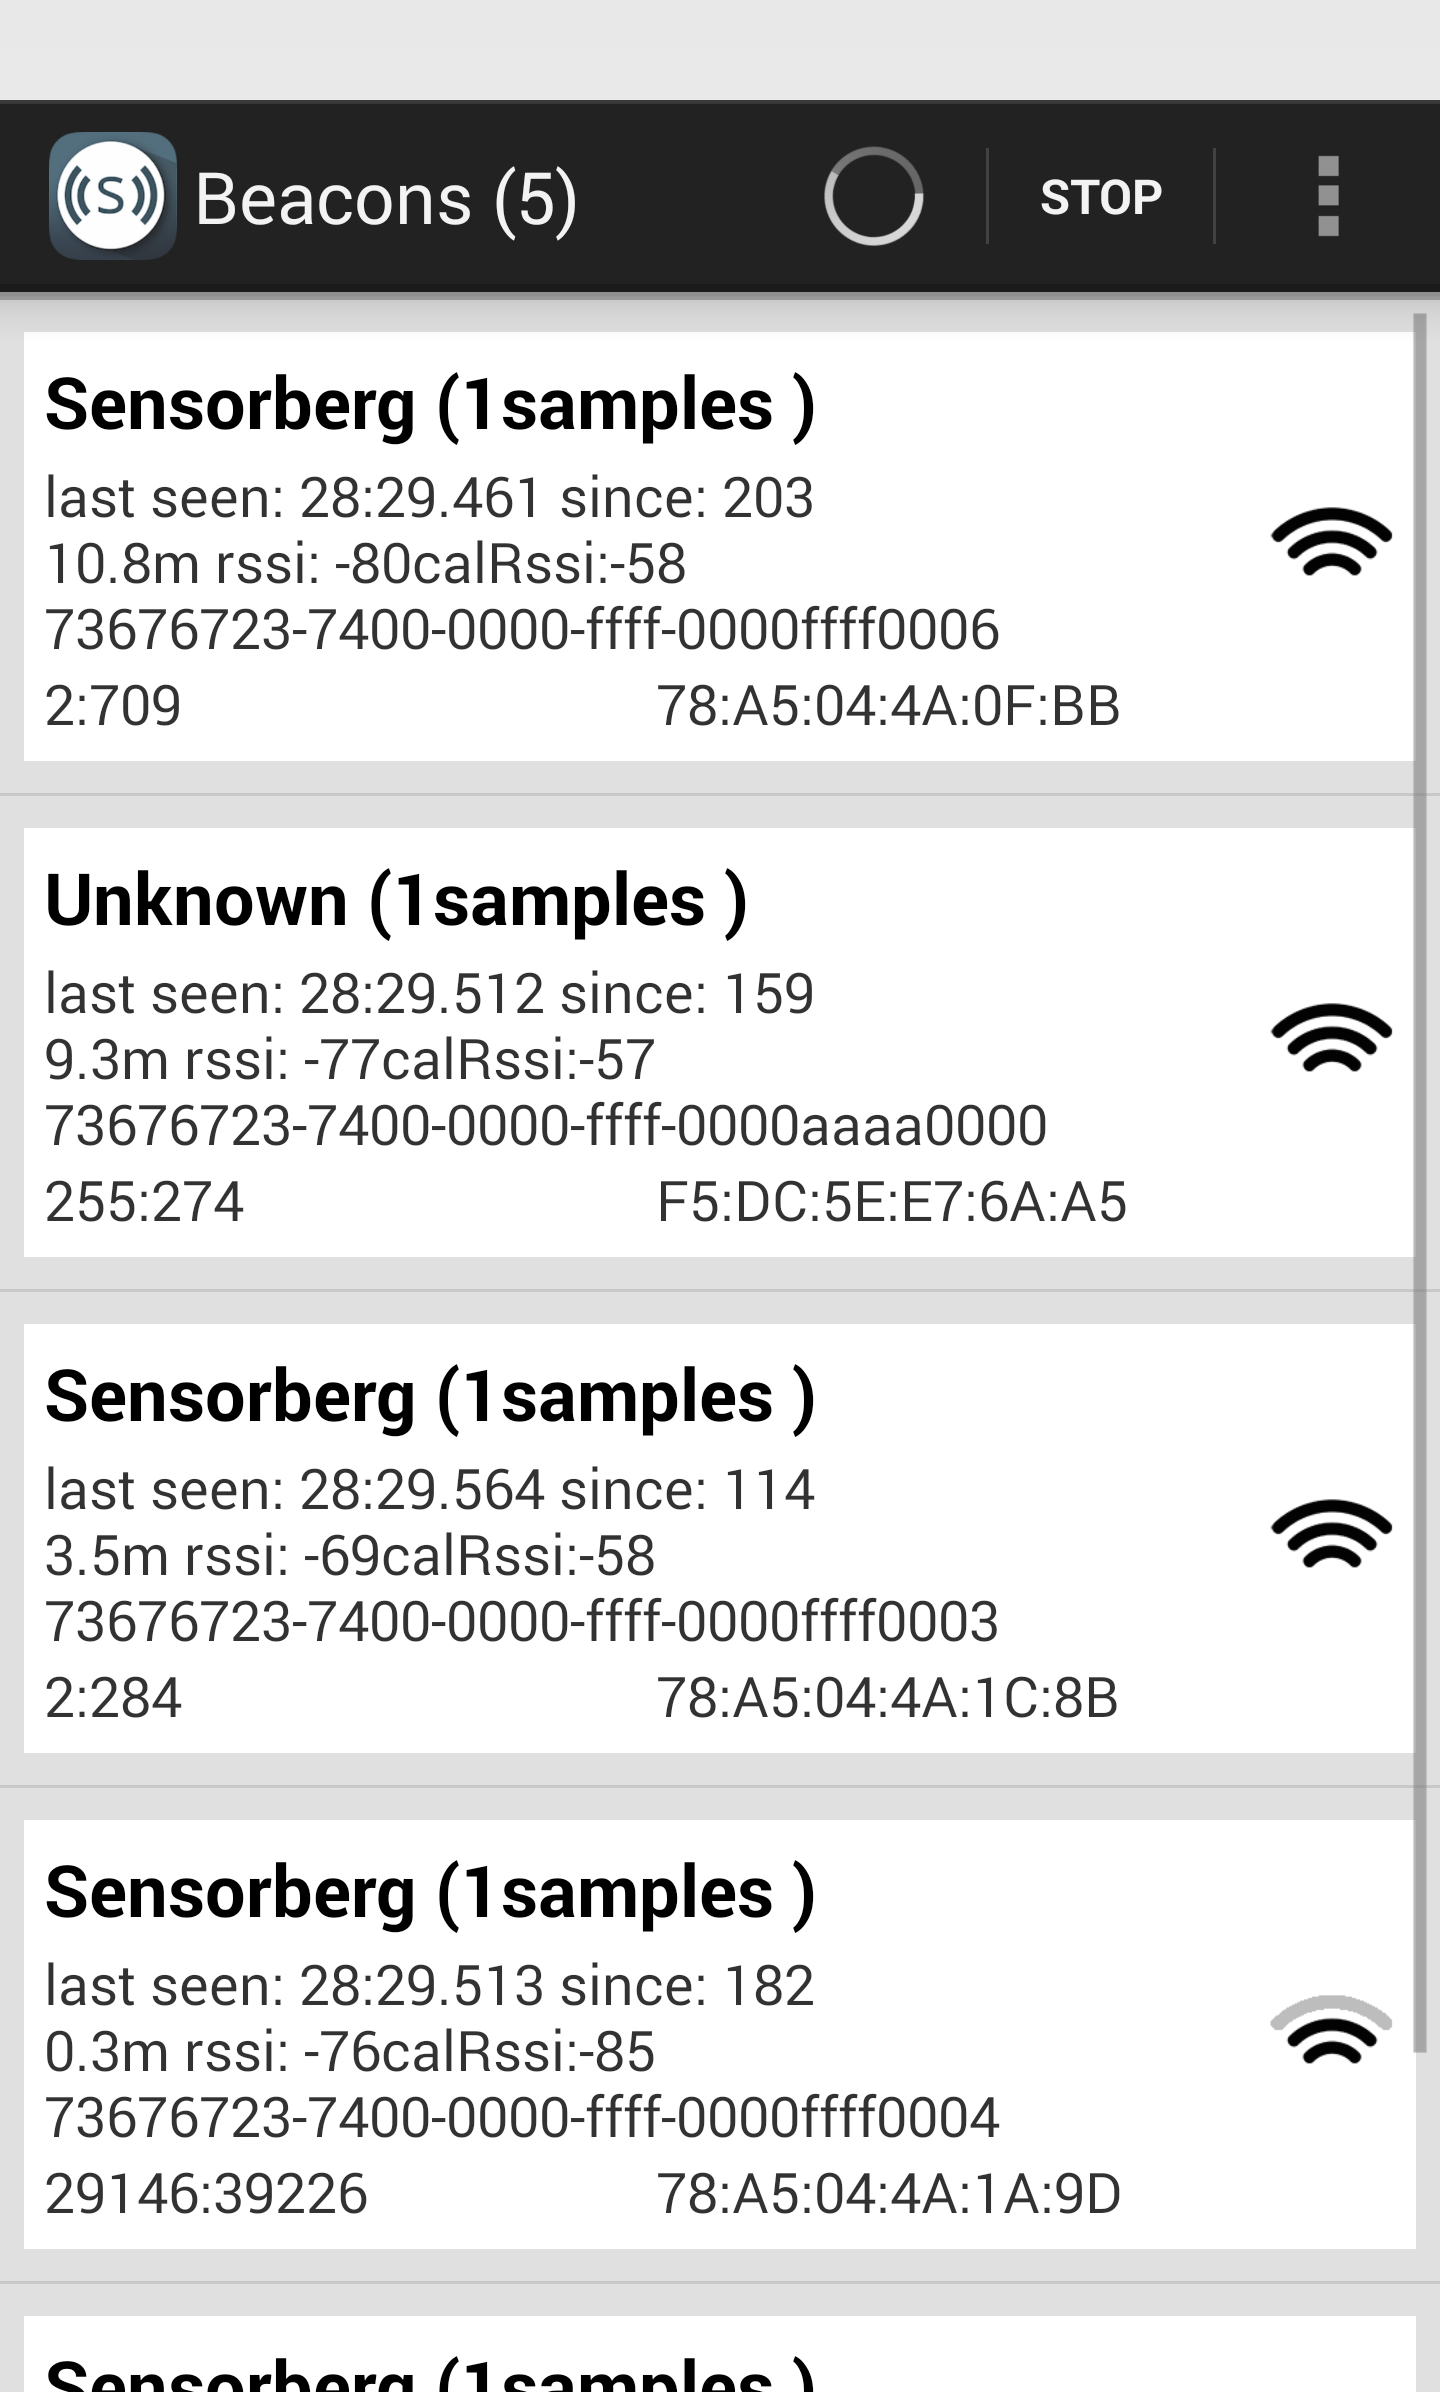 S
Beacons (5)
STOP
Sensorberg (1samples )
last seen: 28:29.461 since: 203
10.8m rssi: -80calRssi:-58
73676723-7400-0000-ffff-0000ffff0006
2:709 78:A5:04:4A:0F:BB
Unknown (1samples )
last seen: 28:29.512 since: 159
9.3m rssi: -77calRssi:-57
73676723-7400-0000-ffff-0000aaaa0000
255:274 F5:DC:5E:E7:6A:A5
Sensorberg (1samples )
last seen: 28:29.564 since: 114
3.5m rssi: -69calRssi:-58
73676723-7400-0000-ffff-0000ffff0003
2:284 78:A5:04:4A:1C:8B
Sensorberg (1samples )
last seen: 28:29.513 since: 182
0.3m rssi: -76calRssi:-85
73676723-7400-0000-ffff-0000ffff0004
29146:39226 78:A5:04:4A:1A:9D
Sensorberg (1samples )